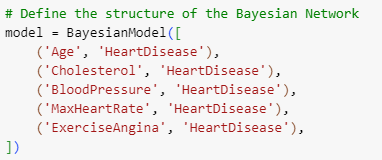 # Define the structure of the Bayesian Network
model = BayesianModel([
    ('Age', 'HeartDisease'),
    ('Cholesterol', 'HeartDisease'),
    ('BloodPressure', 'HeartDisease'),
    ('MaxHeartRate', 'HeartDisease'),
    ('ExerciseAngina', 'HeartDisease'),
])